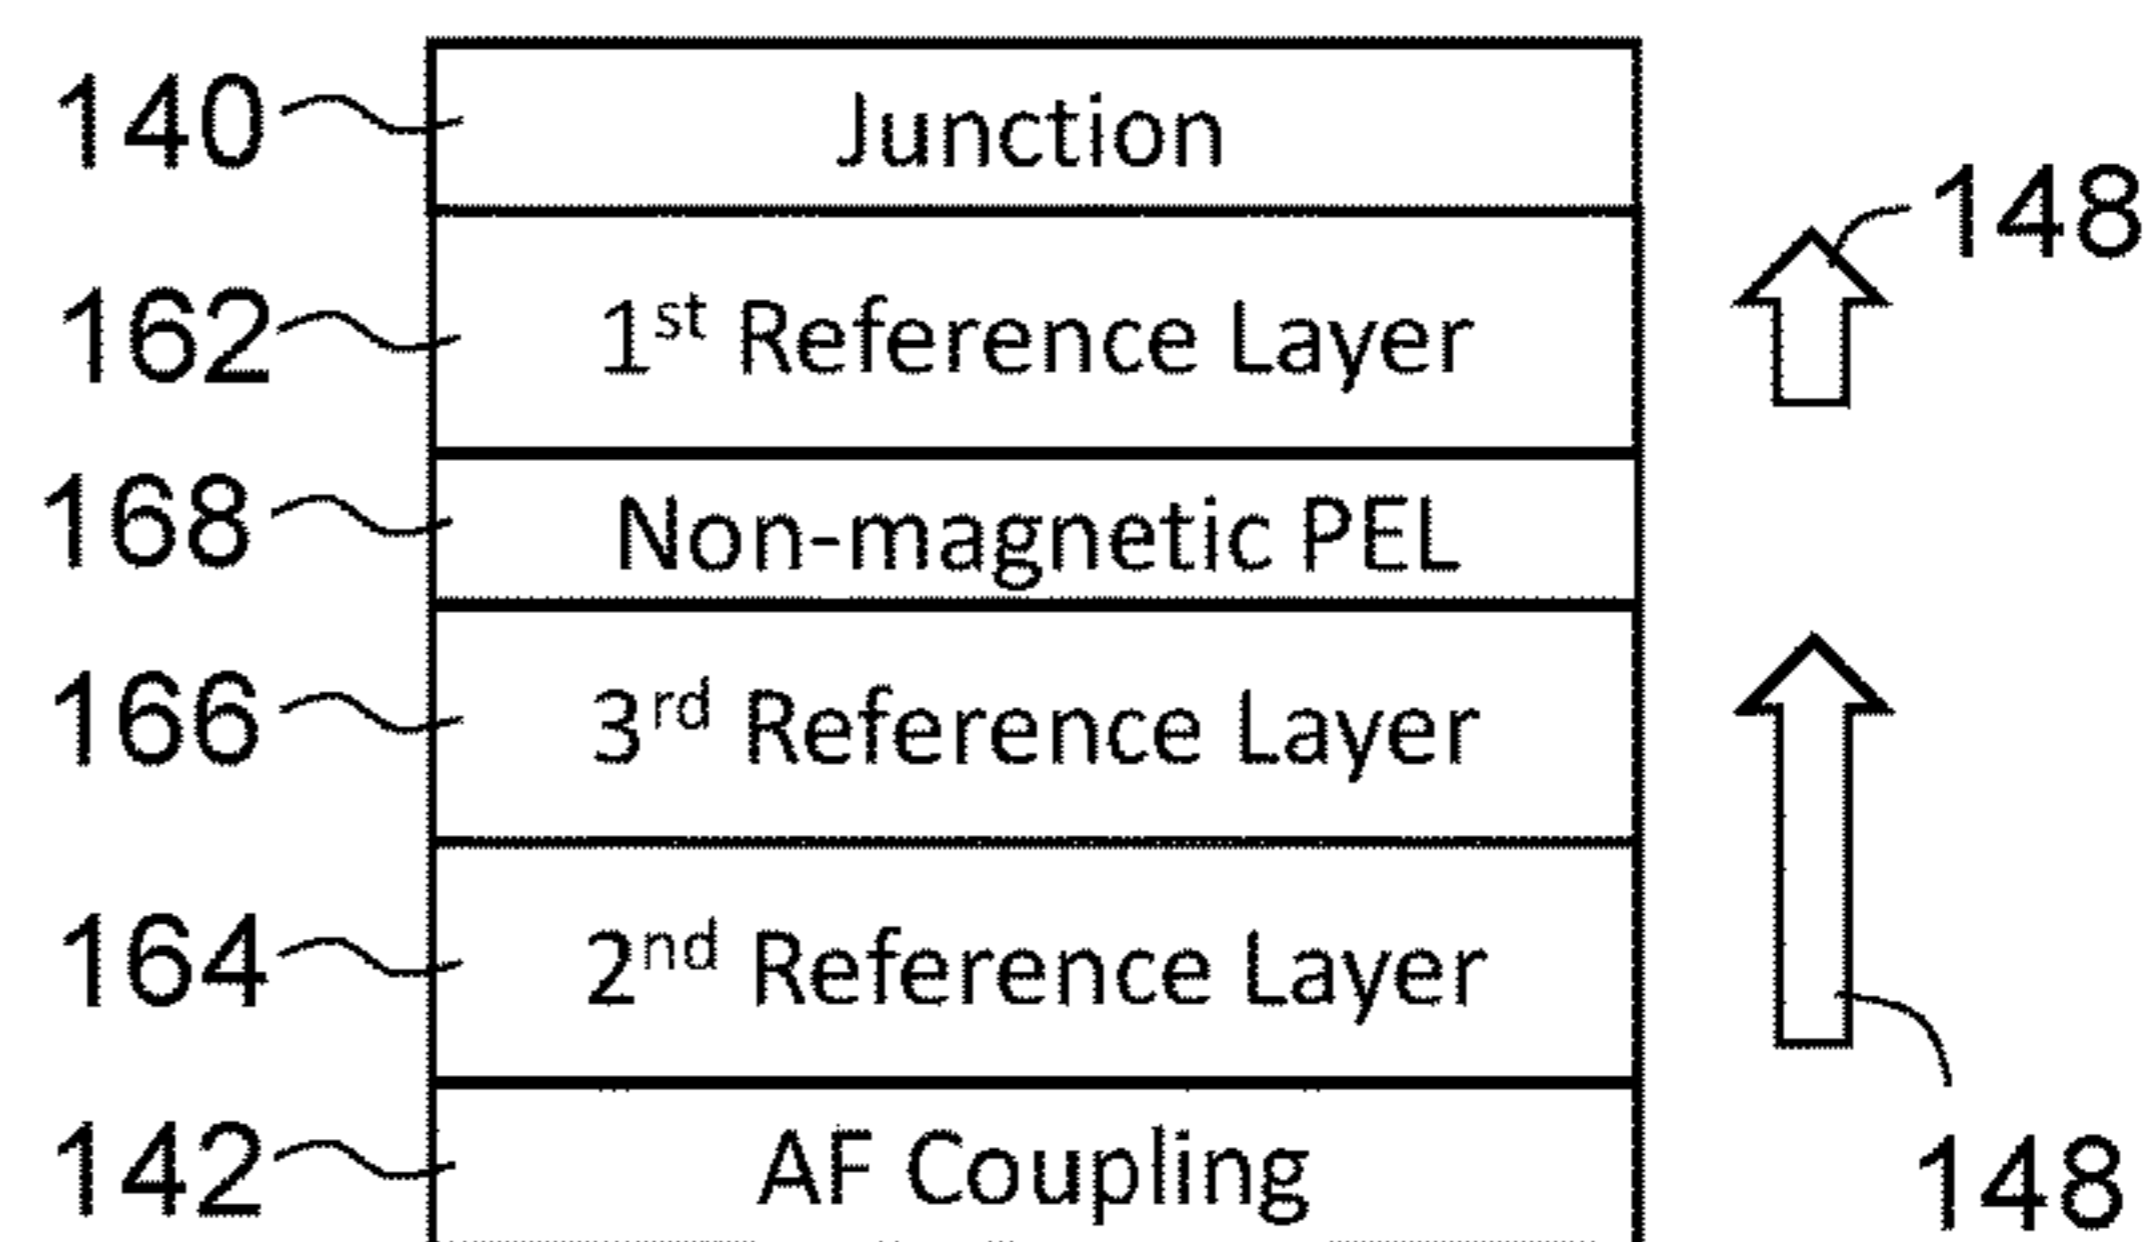 140 Junction
148
162 1st Reference Layer
168 Non-magnetic PEL
166 3rd Reference Layer
164 2nd Reference Layer
142 AF Coupling
148